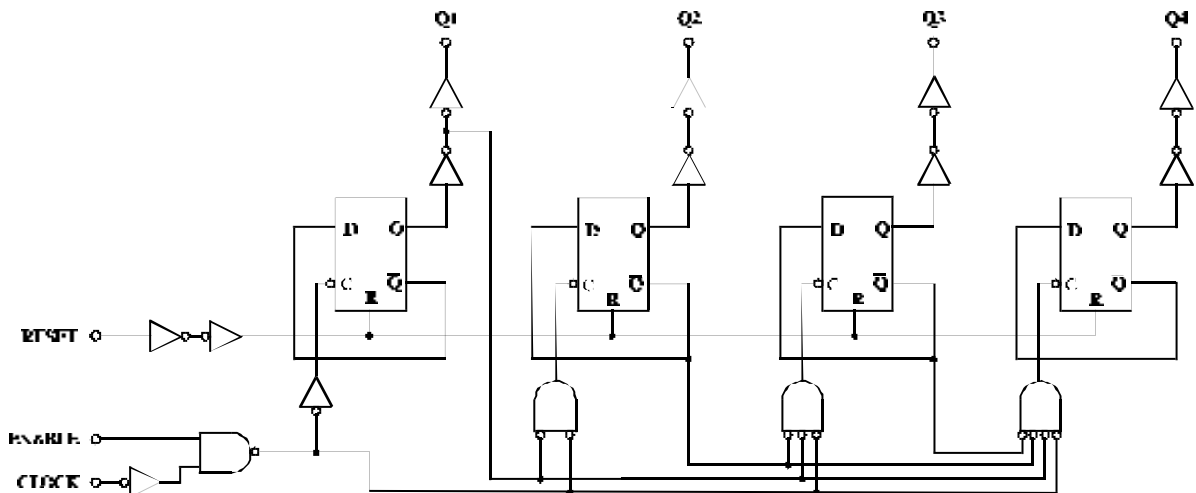 Q1 Q2 Q3 Q4
D Q D Q D Q D Q
C Q C Q C Q C Q
R R R R
RESET
ENABLE
CLOCK